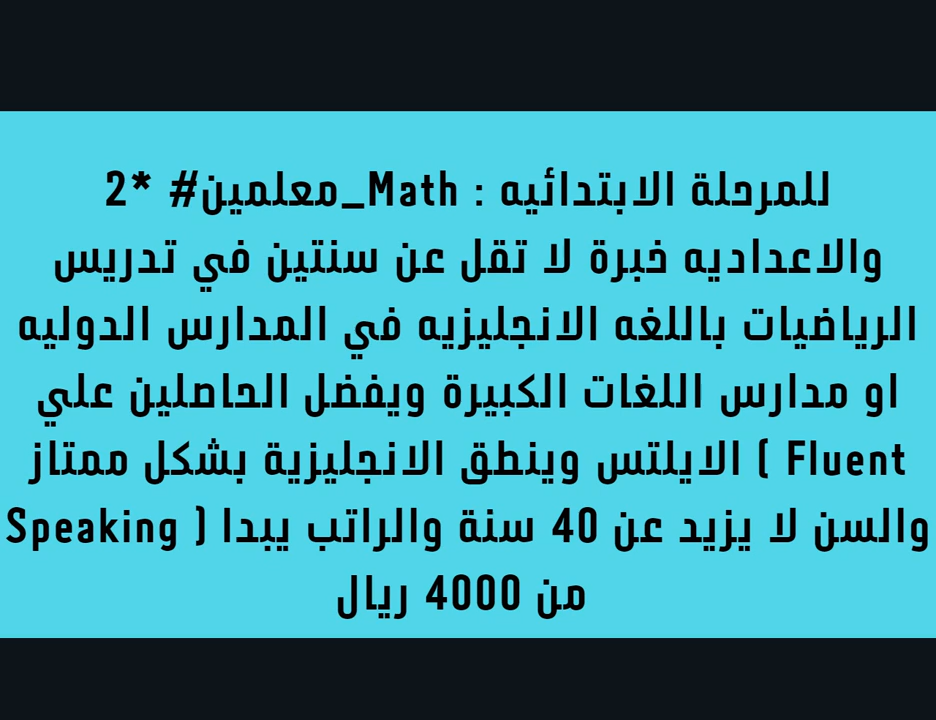 2* #معلمين_Math : للمرحلة الابتدائيه
والاعداديه خبرة لا تقل عن سنتين في تدريس
الرياضيات باللغه الانجليزيه في المدارس الدوليه
او مدارس اللغات الكبيرة ويفضل الحاصلين علي
الايلتس وينطق الانجليزية بشكل ممتاز ( Fluent
Speaking ) والسن لا يزيد عن 40 سنة والراتب يبدا
من 4000 ريال